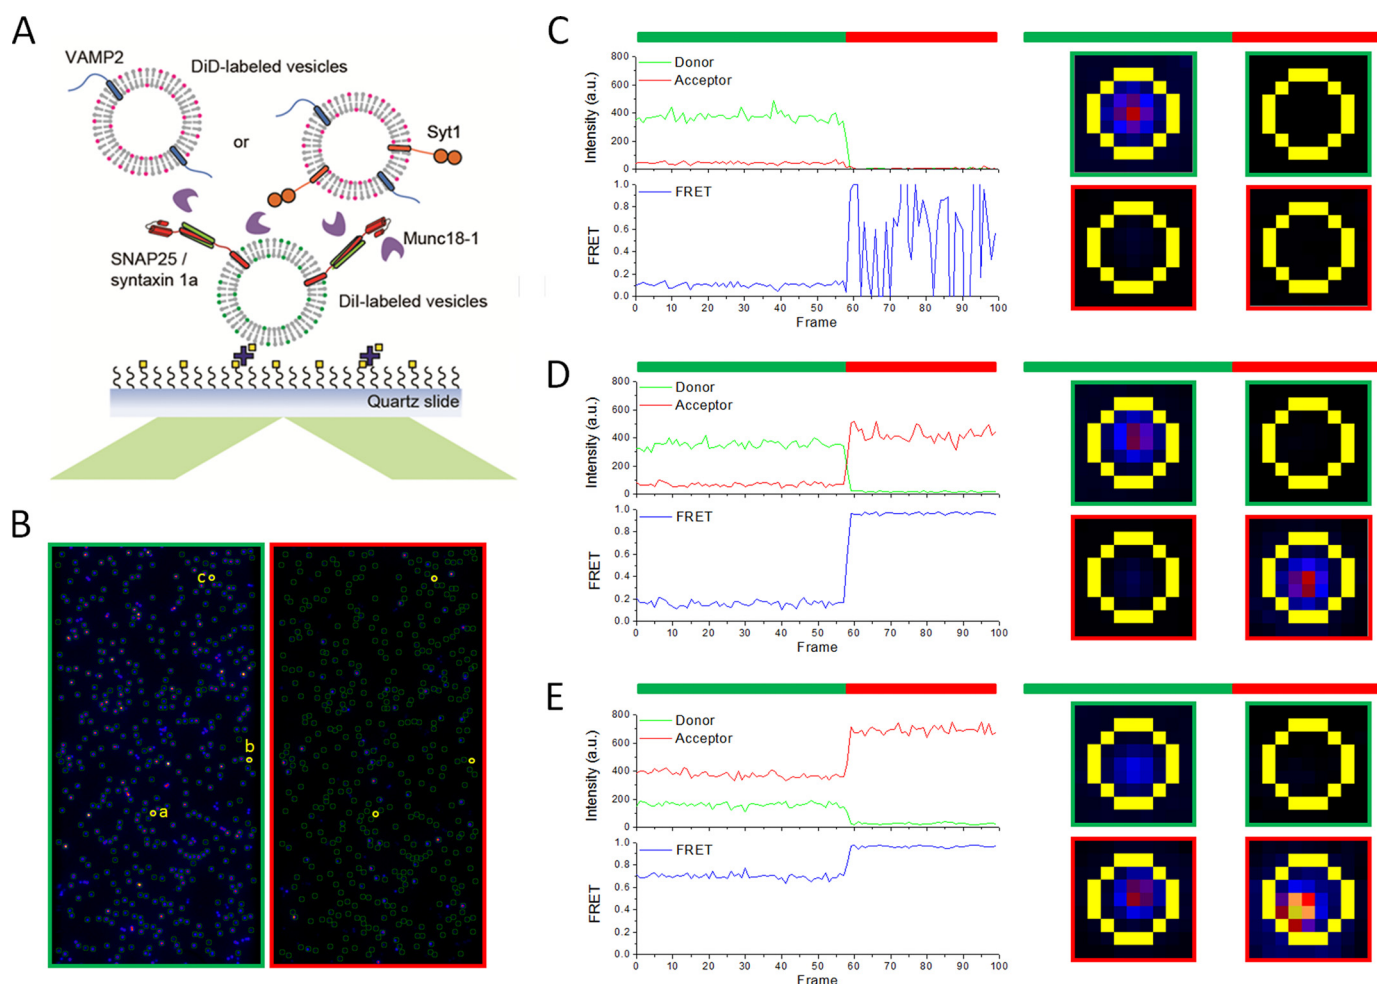 A
VAMP2
DiD-labeled vesicles
or
Syt1
SNAP25 /
syntaxin 1a
Munc18-1
DiI-labeled vesicles
Quartz slide
B
c
b
a
C
800
600
400
200
0
Intensity (a.u.)
Donor
Acceptor
1.0
0.8
0.6
0.4
0.2
0.0
FRET
FRET
0 10 20 30 40 50 60 70 80 90 100
Frame
D
800
600
400
200
0
Intensity (a.u.)
Donor
Acceptor
1.0
0.8
0.6
0.4
0.2
0.0
FRET
FRET
0 10 20 30 40 50 60 70 80 90 100
Frame
E
800
600
400
200
0
Intensity (a.u.)
Donor
Acceptor
1.0
0.8
0.6
0.4
0.2
0.0
FRET
FRET
0 10 20 30 40 50 60 70 80 90 100
Frame